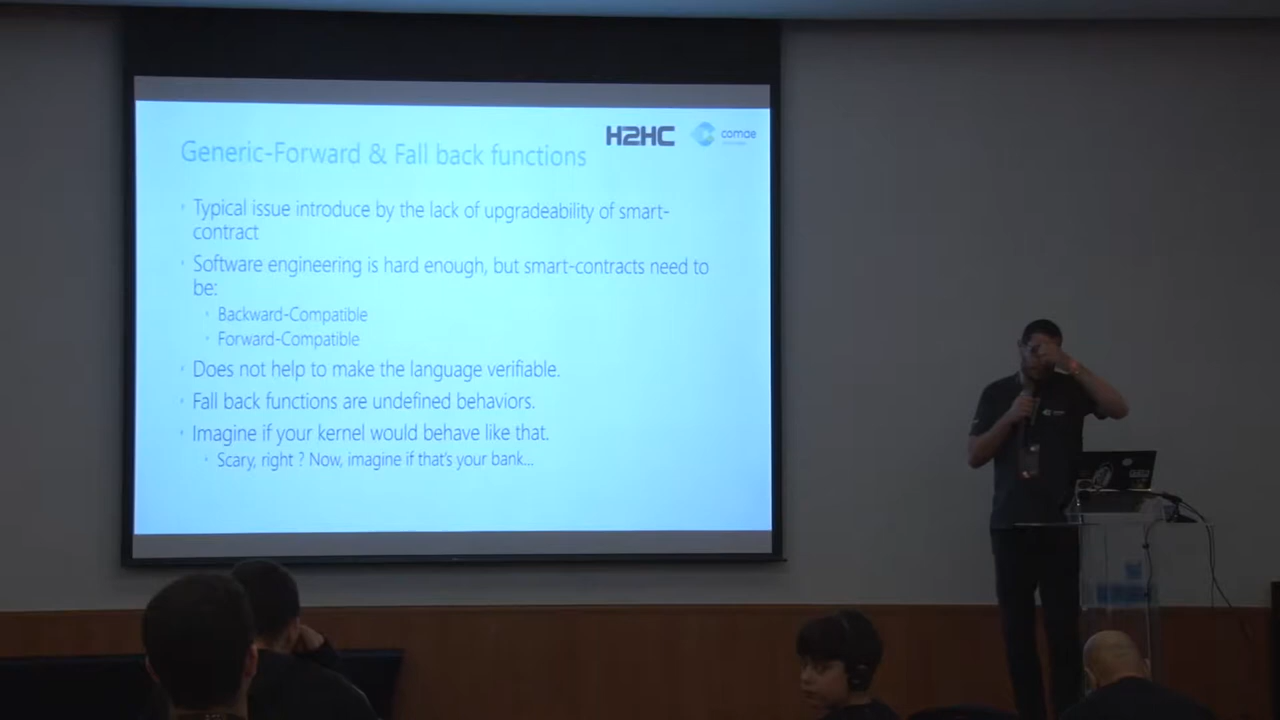 H2HC
comae
Generic-Forward & Fall back functions
Typical issue introduce by the lack of upgradeability of smart-
contract
Software engineering is hard enough, but smart-contracts need to
be:
Backward-Compatible
Forward-Compatible
Does not help to make the language verifiable.
Fall back functions are undefined behaviors.
Imagine if your kernel would behave like that.
Scary, right ? Now, imagine if that's your bank...